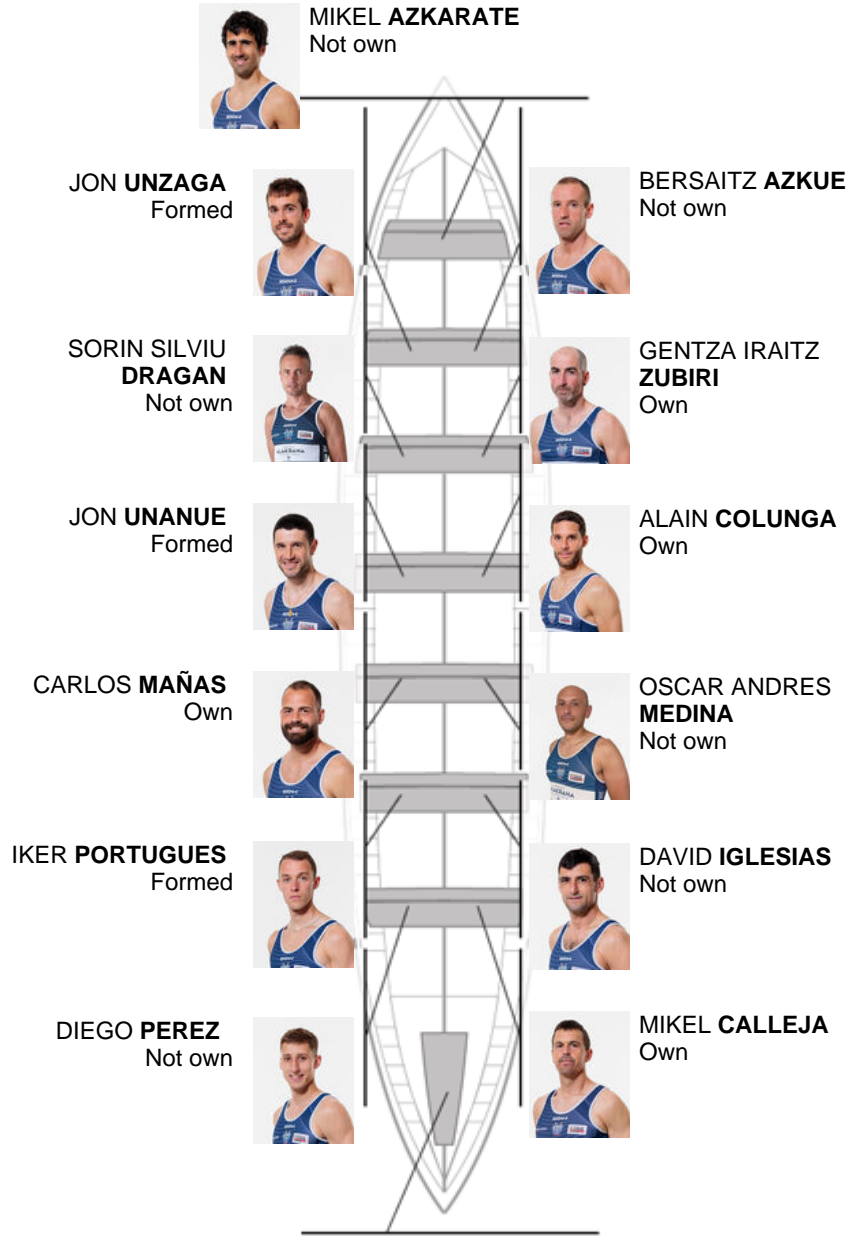 MIKEL AZKARATE
Not own
JON UNZAGA
Formed
BERSAITZ AZKUE
Not own
SORIN SILVIU
DRAGAN
Not own
GENTZA IRAITZ
ZUBIRI
Own
JON UNANUE
Formed
ALAIN COLUNGA
Own
CARLOS MAÑAS
Own
OSCAR ANDRES
MEDINA
Not own
IKER PORTUGUES
Formed
DAVID IGLESIAS
Not own
DIEGO PEREZ
Not own
MIKEL CALLEJA
Own